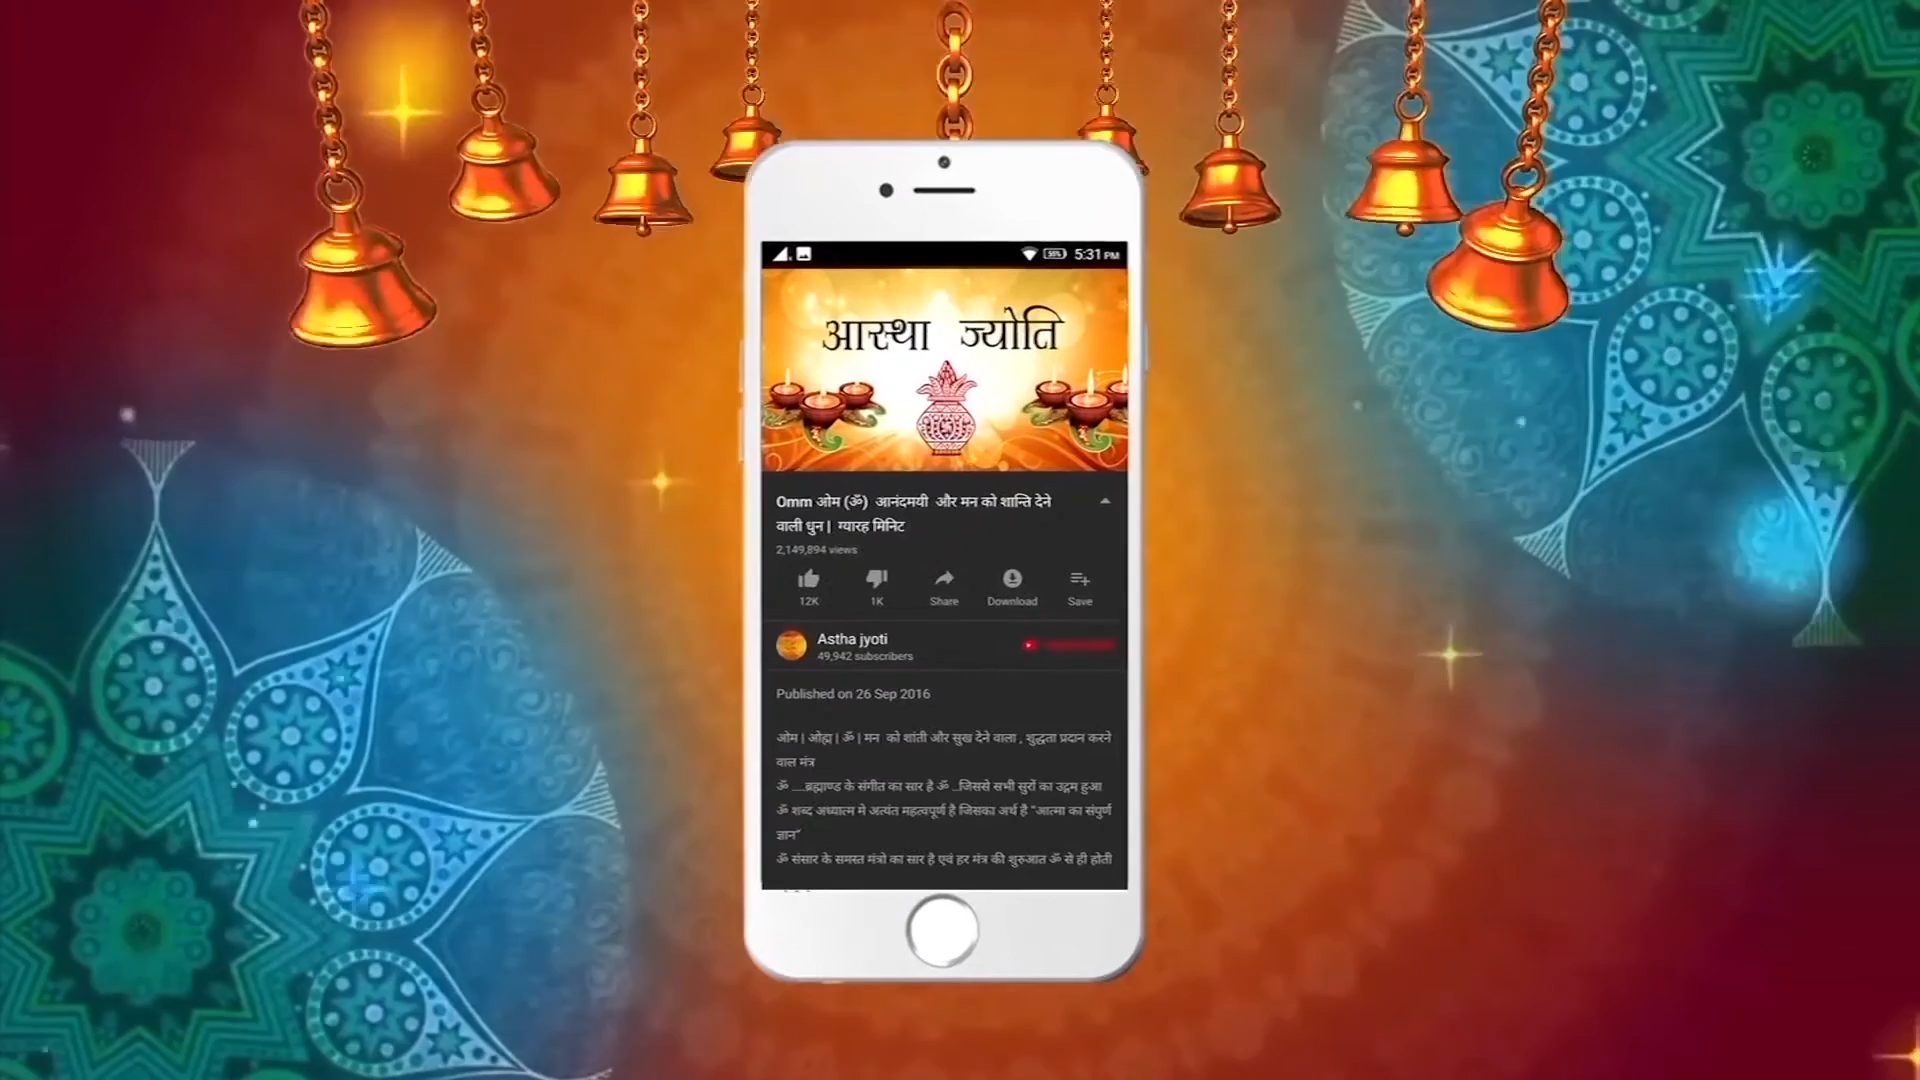 55% 5:31 PM
आस्था ज्योति
Omm ओम (ॐ) आनंदमयी और मन को शान्ति देने
वाली धुन | ग्यारह मिनिट
2,149,894 views
12K 1K Share Download Save
Astha jyoti
49,942 subscribers
Published on 26 Sep 2016
ओम | ओह्म | ॐ | मन को शांती और सुख देने वाला , शुद्धता प्रदान करने
वाल मंत्र
ॐ ....ब्रह्माण्ड के संगीत का सार है ॐ ..जिससे सभी सुरों का उद्गम हुआ
ॐ शब्द अध्यात्म मे अत्यंत महत्वपूर्ण है जिसका अर्थ है "आत्मा का संपुर्ण
ज्ञान"
ॐ संसार के समस्त मंत्रो का सार है एवं हर मंत्र की शुरुआत ॐ से ही होती